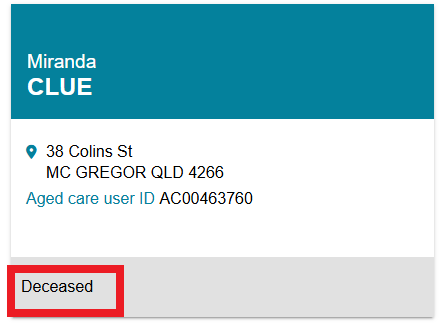 Miranda
CLUE
38 Colins St
MC GREGOR QLD 4266
Aged care user ID AC00463760
Deceased